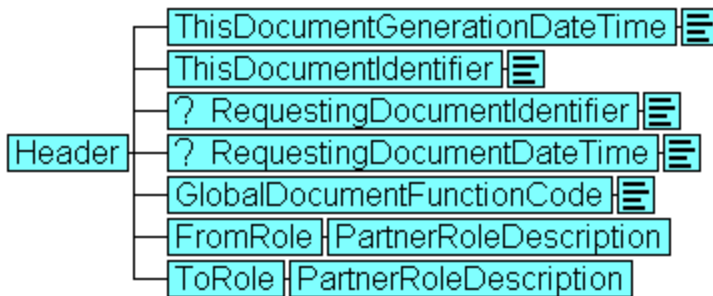 ThisDocumentGenerationDateTime
ThisDocumentIdentifier
? RequestingDocumentIdentifier
Header
? RequestingDocumentDateTime
GlobalDocumentFunctionCode
FromRole PartnerRoleDescription
ToRole PartnerRoleDescription